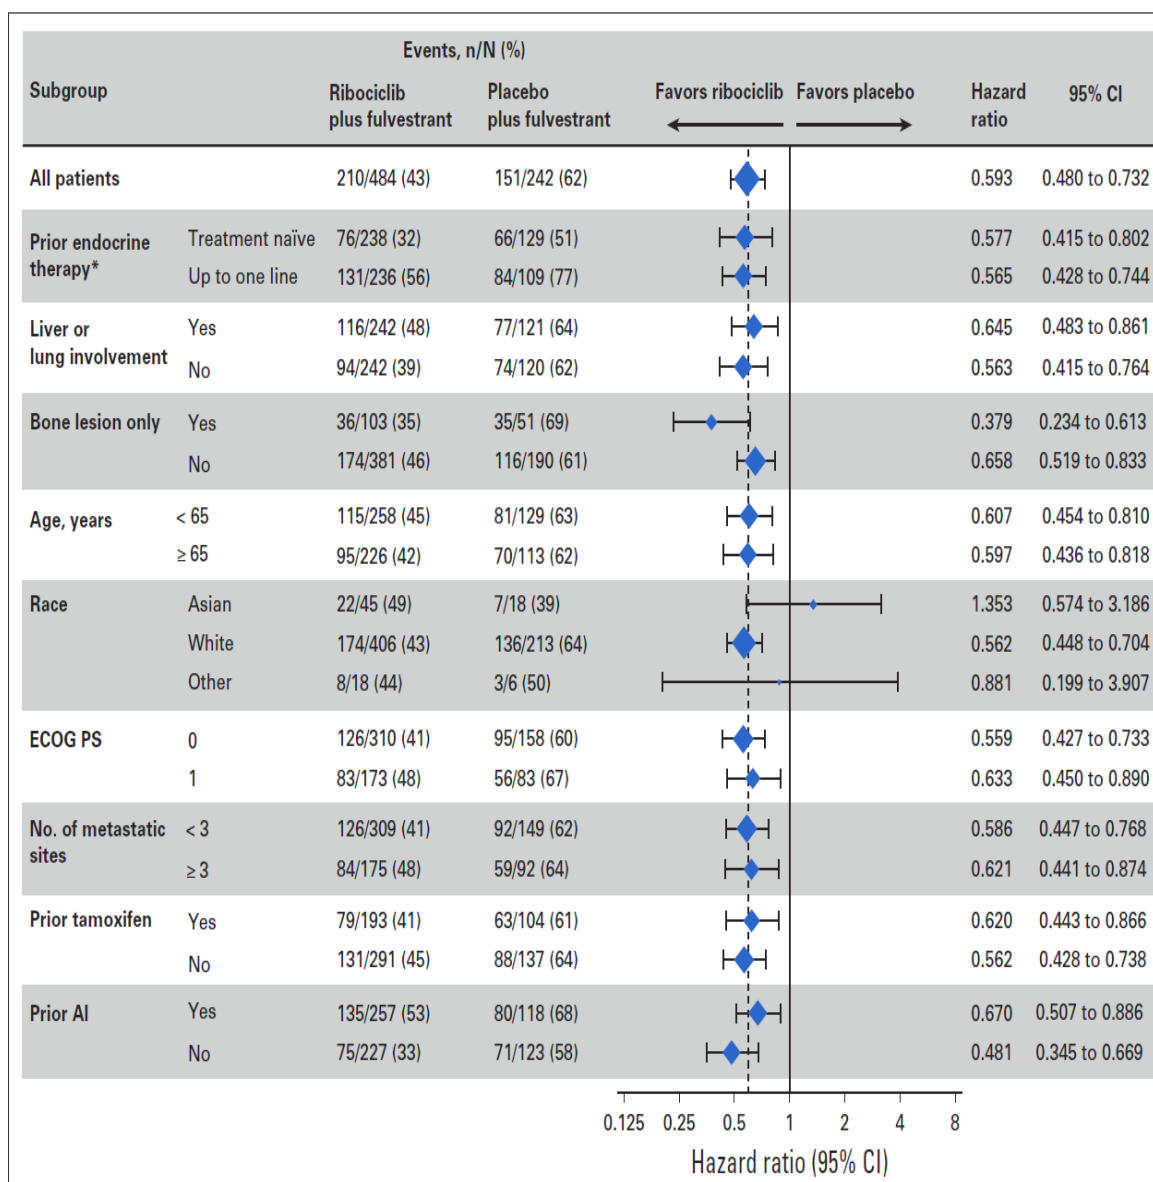 Events, n/N (%)
Subgroup Ribociclib plus fulvestrant Placebo plus fulvestrant Favors ribociclib Favors placebo Hazard ratio 95% CI
All patients 210/484 (43) 151/242 (62) 0.593 0.480 to 0.732
Prior endocrine therapy* Treatment naïve 76/238 (32) 66/129 (51) 0.577 0.415 to 0.802
Up to one line 131/236 (56) 84/109 (77) 0.565 0.428 to 0.744
Liver or lung involvement Yes 116/242 (48) 77/121 (64) 0.645 0.483 to 0.861
No 94/242 (39) 74/120 (62) 0.563 0.415 to 0.764
Bone lesion only Yes 36/103 (35) 35/51 (69) 0.379 0.234 to 0.613
No 174/381 (46) 116/190 (61) 0.658 0.519 to 0.833
Age, years < 65 115/258 (45) 81/129 (63) 0.607 0.454 to 0.810
≥ 65 95/226 (42) 70/113 (62) 0.597 0.436 to 0.818
Race Asian 22/45 (49) 7/18 (39) 1.353 0.574 to 3.186
White 174/406 (43) 136/213 (64) 0.562 0.448 to 0.704
Other 8/18 (44) 3/6 (50) 0.881 0.199 to 3.907
ECOG PS 0 126/310 (41) 95/158 (60) 0.559 0.427 to 0.733
1 83/173 (48) 56/83 (67) 0.633 0.450 to 0.890
No. of metastatic sites < 3 126/309 (41) 92/149 (62) 0.586 0.447 to 0.768
≥ 3 84/175 (48) 59/92 (64) 0.621 0.441 to 0.874
Prior tamoxifen Yes 79/193 (41) 63/104 (61) 0.620 0.443 to 0.866
No 131/291 (45) 88/137 (64) 0.562 0.428 to 0.738
Prior AI Yes 135/257 (53) 80/118 (68) 0.670 0.507 to 0.886
No 75/227 (33) 71/123 (58) 0.481 0.345 to 0.669
0.125 0.25 0.5 1 2 4 8
Hazard ratio (95% CI)